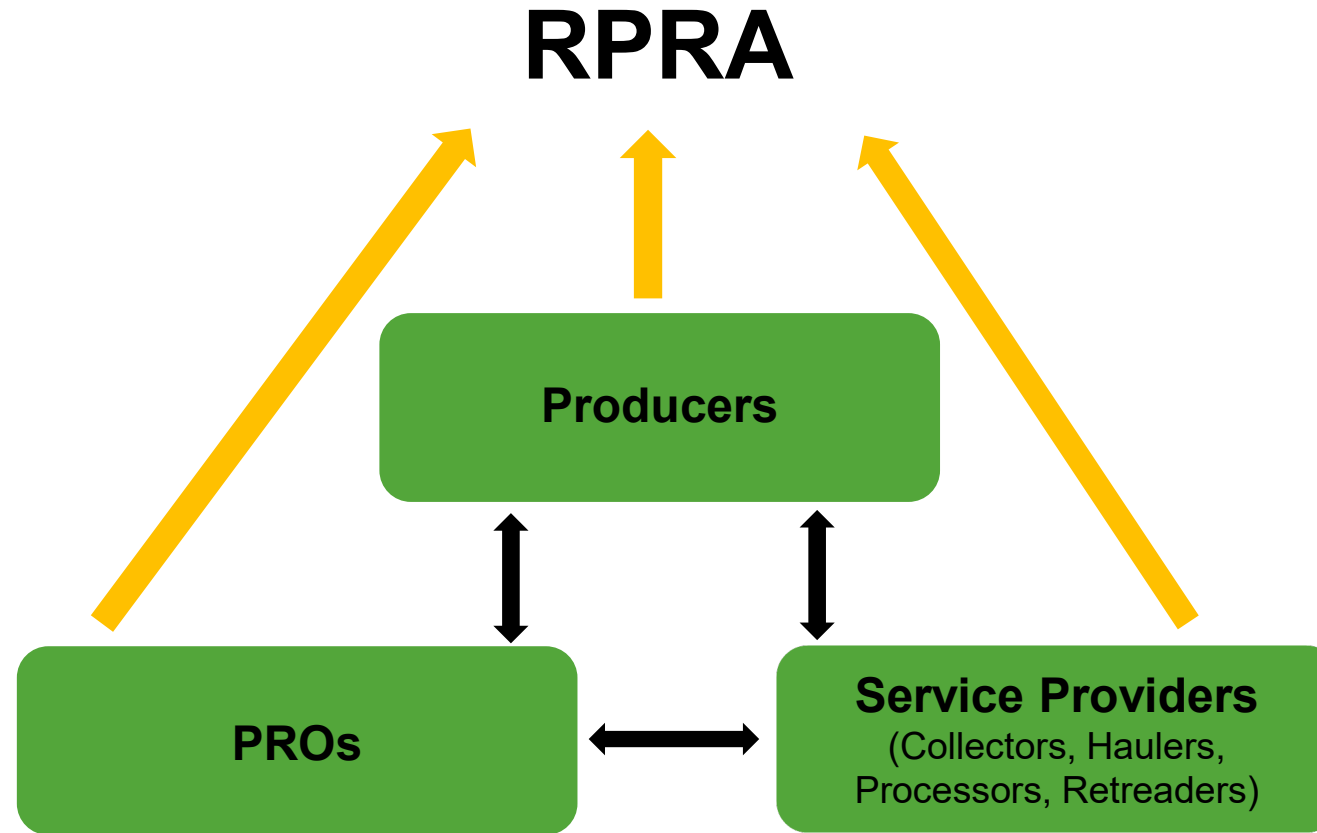 RPRA
Producers
PROs
Service Providers
(Collectors, Haulers,
Processors, Retreaders)